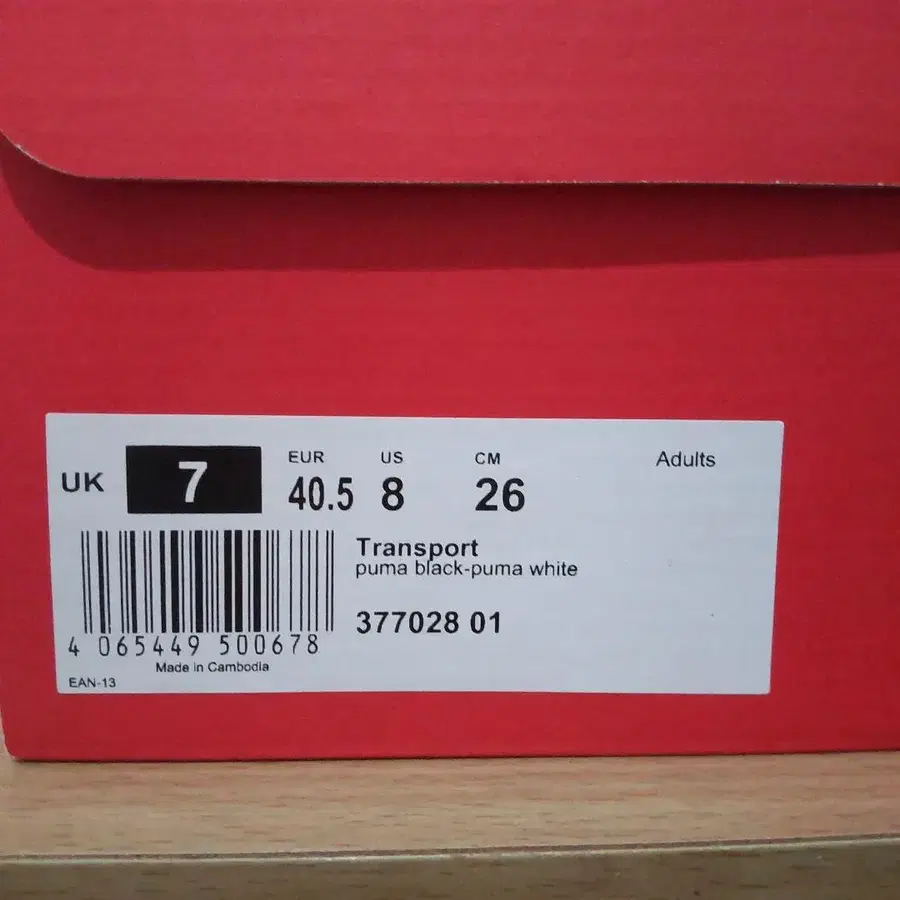 UK 7 EUR 40.5 US 8 CM 26 Adults
Transport
puma black-puma white
377028 01
4 065449 500678
Made in Cambodia
EAN-13